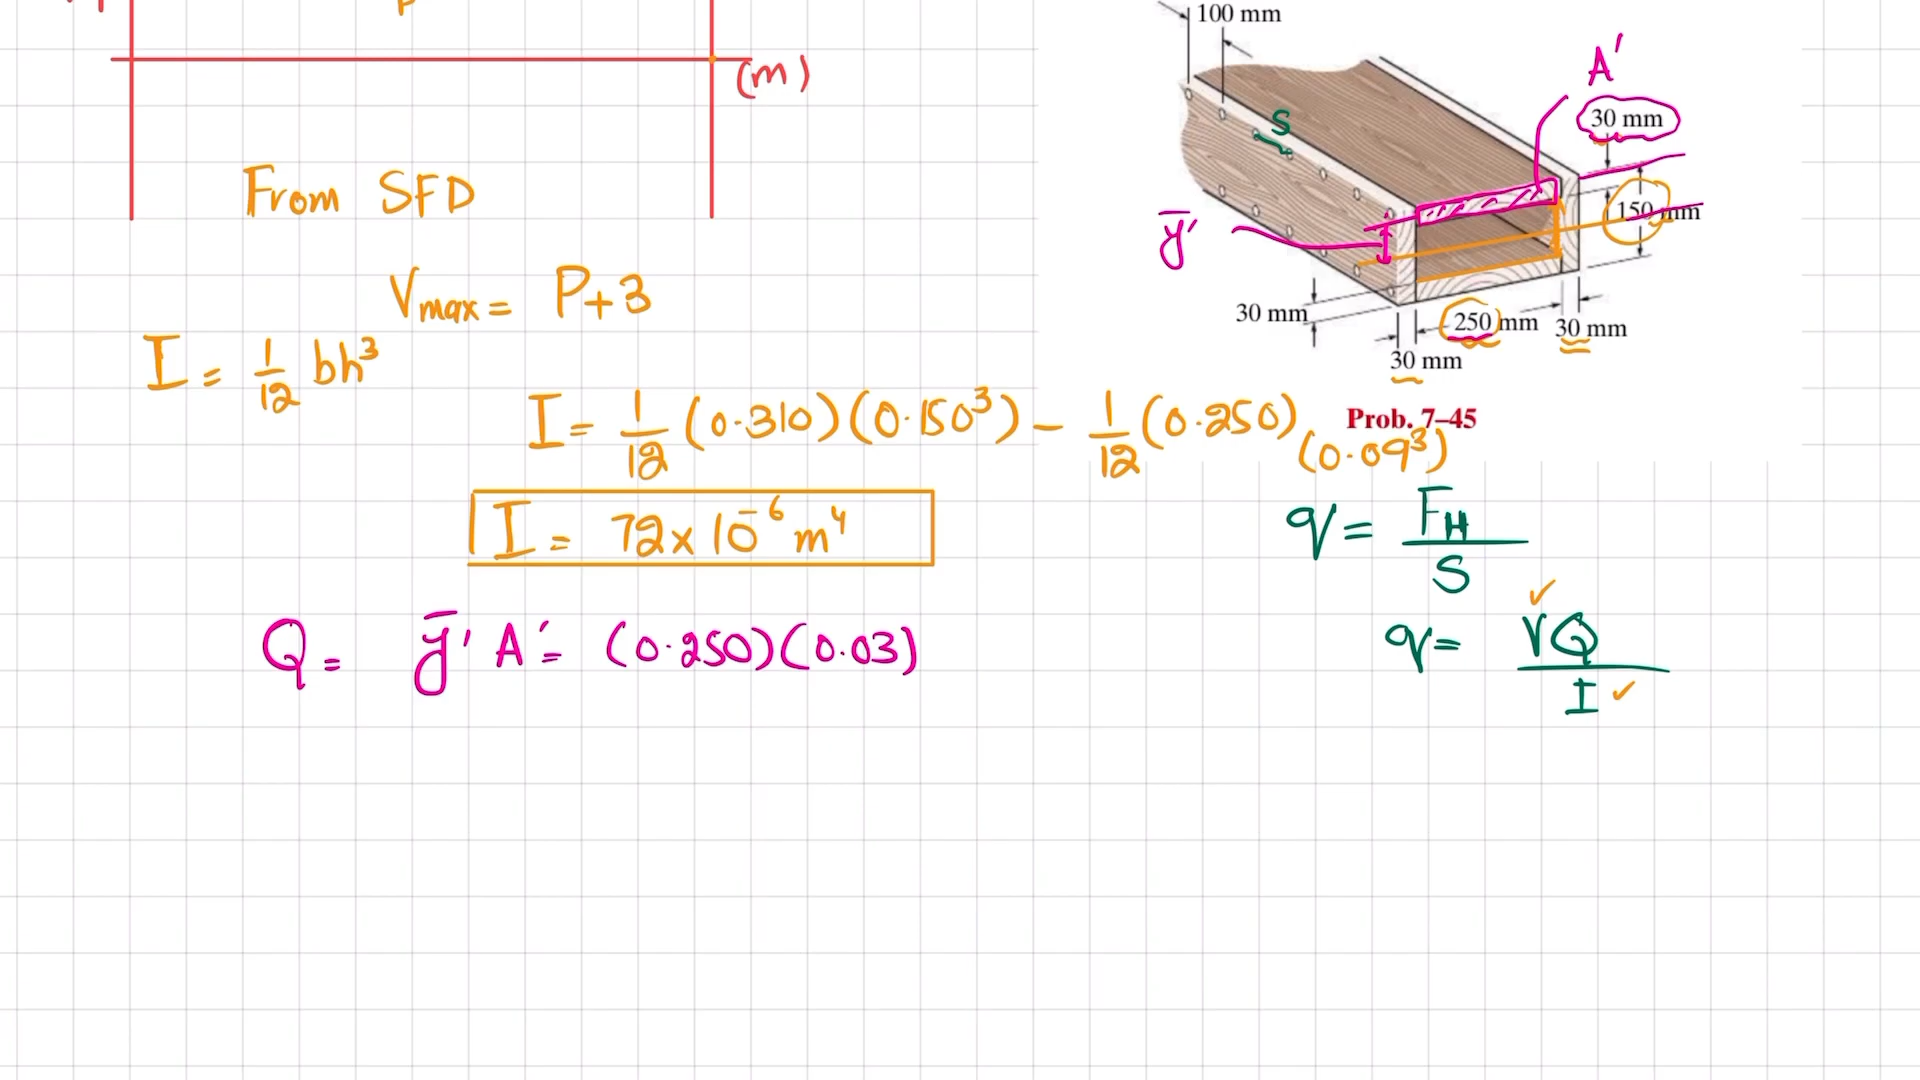 (m)
From SFD
Vmax = P+3
I = 1/12 bh³
I = 1/12 (0.310)(0.150³) - 1/12 (0.250)(0.09³)
I = 72×10⁻⁶ m⁴
Q = ȳ' A' = (0.250)(0.03)
100 mm
A'
30 mm
S
150 mm
ȳ'
30 mm
250 mm
30 mm
30 mm
Prob. 7–45
q = FH/S
q = VQ/I